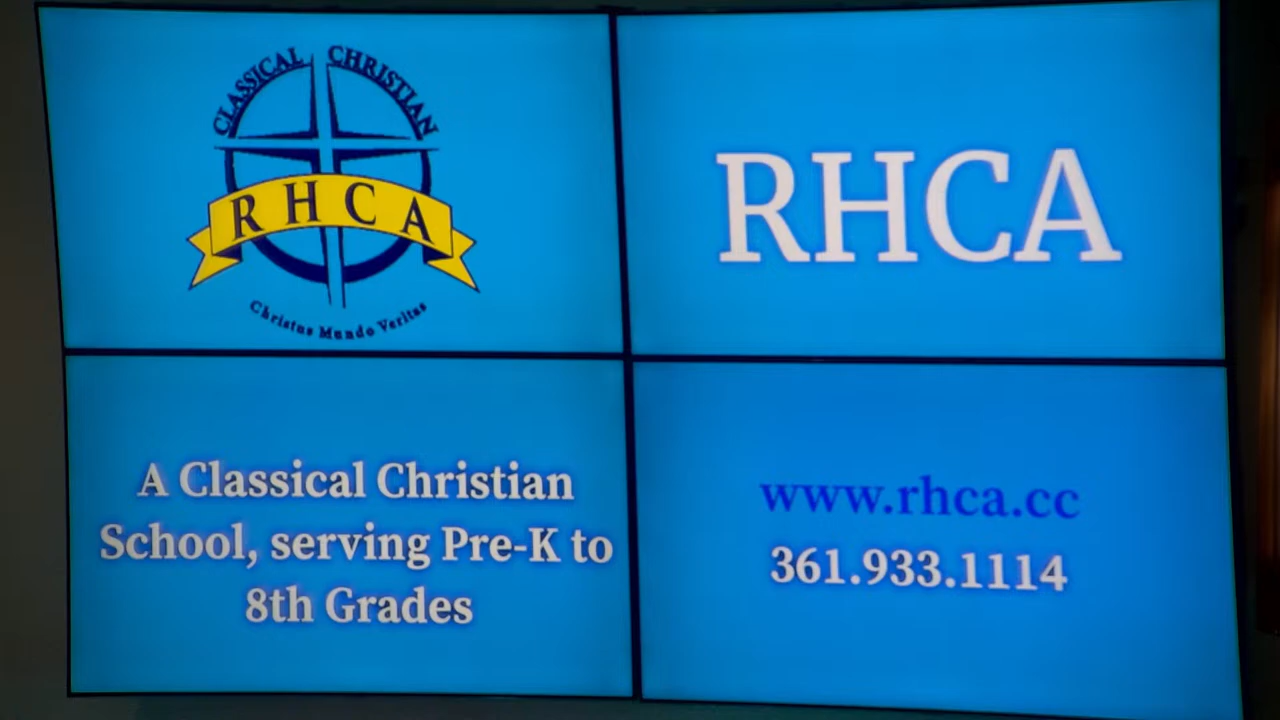 CLASSICAL CHRISTIAN
RHCA
Christus Mundo Veritas
RHCA
A Classical Christian
School, serving Pre-K to
8th Grades
www.rhca.cc
361.933.1114